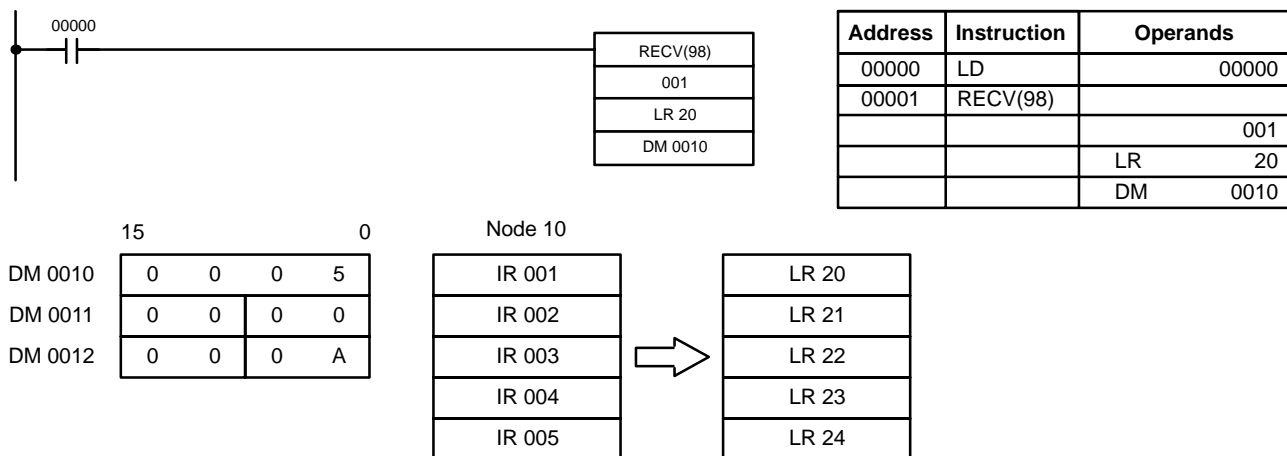 00000
RECV(98)
001
LR 20
DM 0010
Address Instruction Operands
00000 LD 00000
00001 RECV(98)
001
LR 20
DM 0010
15 0
DM 0010 0 0 0 5
DM 0011 0 0 0 0
DM 0012 0 0 0 A
Node 10
IR 001
IR 002
IR 003
IR 004
IR 005
LR 20
LR 21
LR 22
LR 23
LR 24